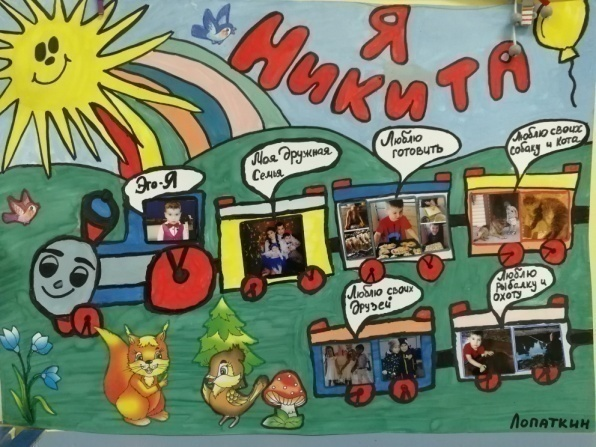 Я
Никита
Это-Я
Моя дружная
Семья
Люблю
готовить
Люблю своих
собаку и кота
Люблю своих
друзей
Люблю
рыбалку и
охоту
Лопаткин